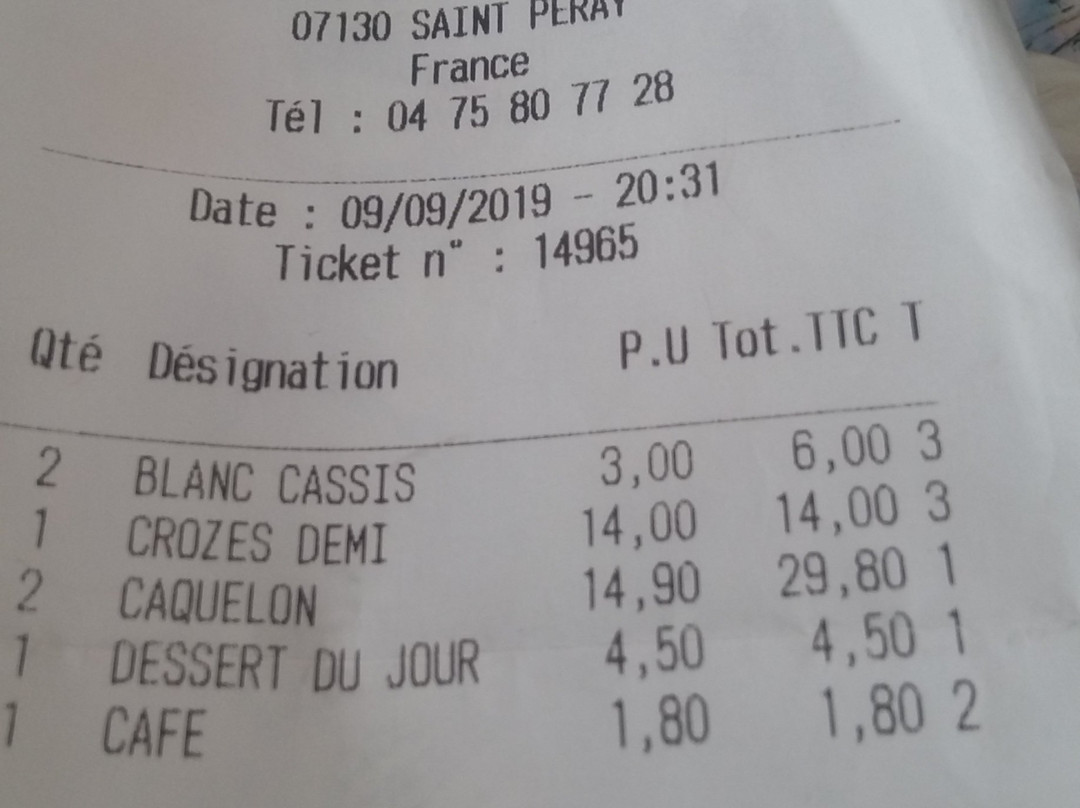 07130 SAINT PERAY
France
Tél : 04 75 80 77 28
Date : 09/09/2019 - 20:31
Ticket n° : 14965
Qté Désignation P.U Tot.TTC T
2 BLANC CASSIS 3,00 6,00 3
1 CROZES DEMI 14,00 14,00 3
2 CAQUELON 14,90 29,80 1
1 DESSERT DU JOUR 4,50 4,50 1
1 CAFE 1,80 1,80 2